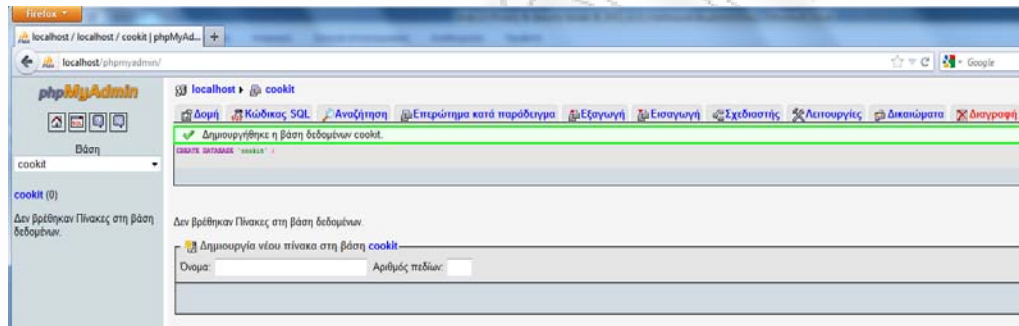 Firefox
localhost / localhost / cookit | phpMyAd... +
localhost/phpmyadmin/
Google
phpMyAdmin
localhost ▸ cookit
Δομή Κώδικας SQL Αναζήτηση Επερώτημα κατά παράδειγμα Εξαγωγή Εισαγωγή Σχεδιαστής Λειτουργίες Δικαιώματα Διαγραφή
Δημιουργήθηκε η βάση δεδομένων cookit.
CREATE DATABASE `cookit` ;
Βάση
cookit
cookit (0)
Δεν βρέθηκαν Πίνακες στη βάση
δεδομένων.
Δεν βρέθηκαν Πίνακες στη βάση δεδομένων.
Δημιουργία νέου πίνακα στη βάση cookit
Όνομα: Αριθμός πεδίων: